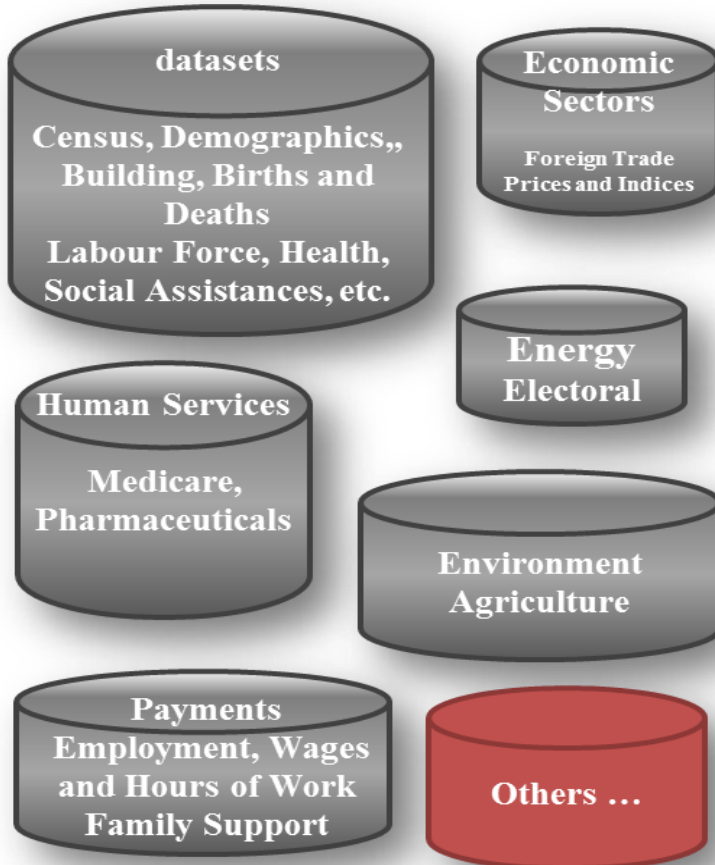 datasets
Census, Demographics,,
Building, Births and
Deaths
Labour Force, Health,
Social Assistances, etc.
Economic
Sectors
Foreign Trade
Prices and Indices
Energy
Electoral
Human Services
Medicare,
Pharmaceuticals
Environment
Agriculture
Payments
Employment, Wages
and Hours of Work
Family Support
Others ...